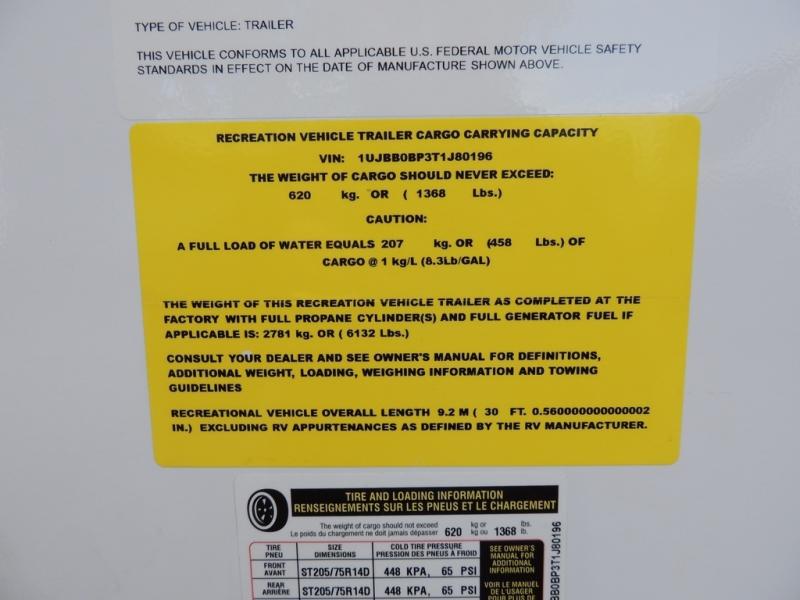 TYPE OF VEHICLE: TRAILER
THIS VEHICLE CONFORMS TO ALL APPLICABLE U.S. FEDERAL MOTOR VEHICLE SAFETY
STANDARDS IN EFFECT ON THE DATE OF MANUFACTURE SHOWN ABOVE.
RECREATION VEHICLE TRAILER CARGO CARRYING CAPACITY
VIN: 1UJBB0BP3T1J80196
THE WEIGHT OF CARGO SHOULD NEVER EXCEED:
620 kg. OR ( 1368 Lbs.)
CAUTION:
A FULL LOAD OF WATER EQUALS 207 kg. OR (458 Lbs.) OF
CARGO @ 1 kg/L (8.3Lb/GAL)
THE WEIGHT OF THIS RECREATION VEHICLE TRAILER AS COMPLETED AT THE
FACTORY WITH FULL PROPANE CYLINDER(S) AND FULL GENERATOR FUEL IF
APPLICABLE IS: 2781 kg. OR ( 6132 Lbs.)
CONSULT YOUR DEALER AND SEE OWNER'S MANUAL FOR DEFINITIONS,
ADDITIONAL WEIGHT, LOADING, WEIGHING INFORMATION AND TOWING
GUIDELINES
RECREATIONAL VEHICLE OVERALL LENGTH 9.2 M ( 30 FT. 0.560000000000002
IN.) EXCLUDING RV APPURTENANCES AS DEFINED BY THE RV MANUFACTURER.
TIRE AND LOADING INFORMATION
RENSEIGNEMENTS SUR LES PNEUS ET LE CHARGEMENT
The weight of cargo should not exceed
Le poids du chargement ne doit jamais dépasser
620 kg or
kg ou 1368 lbs.
lb.
TIRE
PNEU
SIZE
DIMENSIONS
COLD TIRE PRESSURE
PRESSION DES PNEUS À FROID
SEE OWNER'S
MANUAL FOR
ADDITIONAL
INFORMATION
FRONT
AVANT
ST205/75R14D
448 KPA, 65 PSI
REAR
ARRIÈRE
ST205/75R14D
448 KPA, 65 PSI
VOIR LE MANUEL
DE L'USAGER
POUR PLUS DE
BB0BP3T1J80196